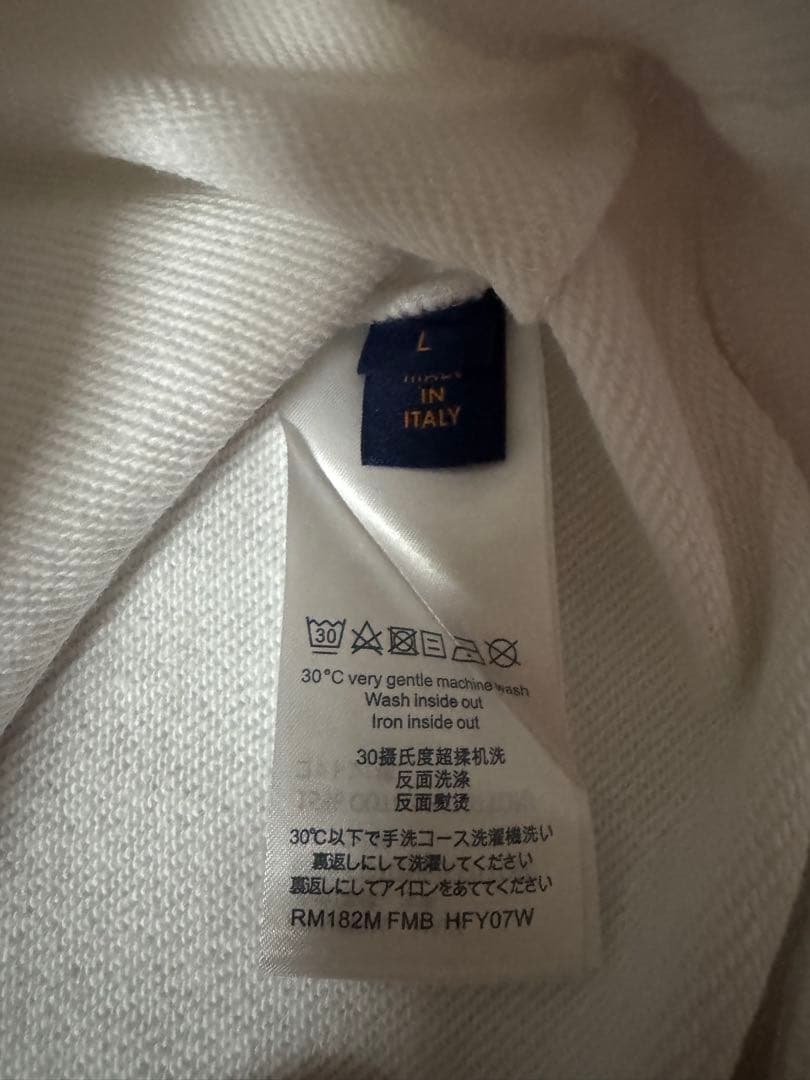 L
MADE
IN
ITALY
30
30°C very gentle machine wash
Wash inside out
Iron inside out
30摄氏度超揉机洗
反面洗涤
反面熨烫
30℃以下で手洗コース洗濯機洗い
裏返しにして洗濯してください
裏返しにしてアイロンをあててください
RM182M FMB HFY07W